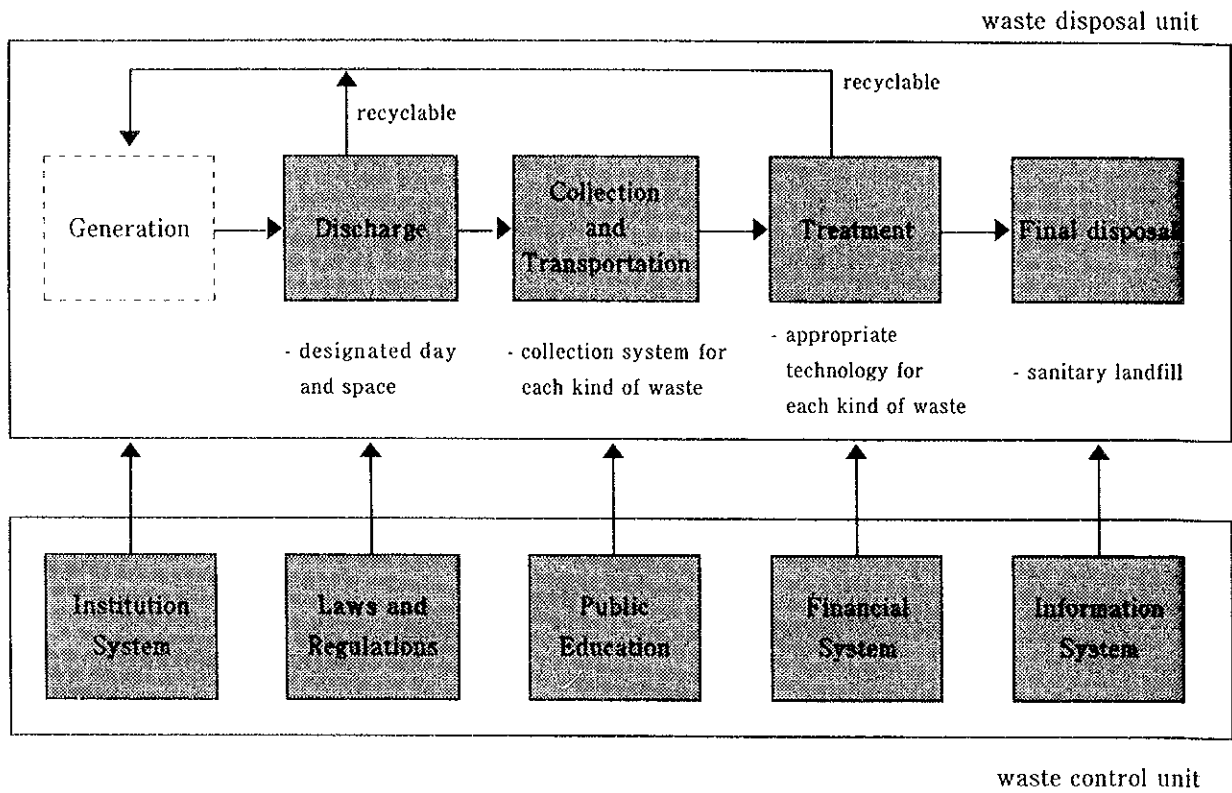 waste disposal unit
recyclable
recyclable
Generation
Discharge
Collection
and
Transportation
Treatment
Final disposal
- designated day
and space
- collection system for
each kind of waste
- appropriate
technology for
each kind of waste
- sanitary landfill
Institution
System
Laws and
Regulations
Public
Education
Financial
System
Information
System
waste control unit